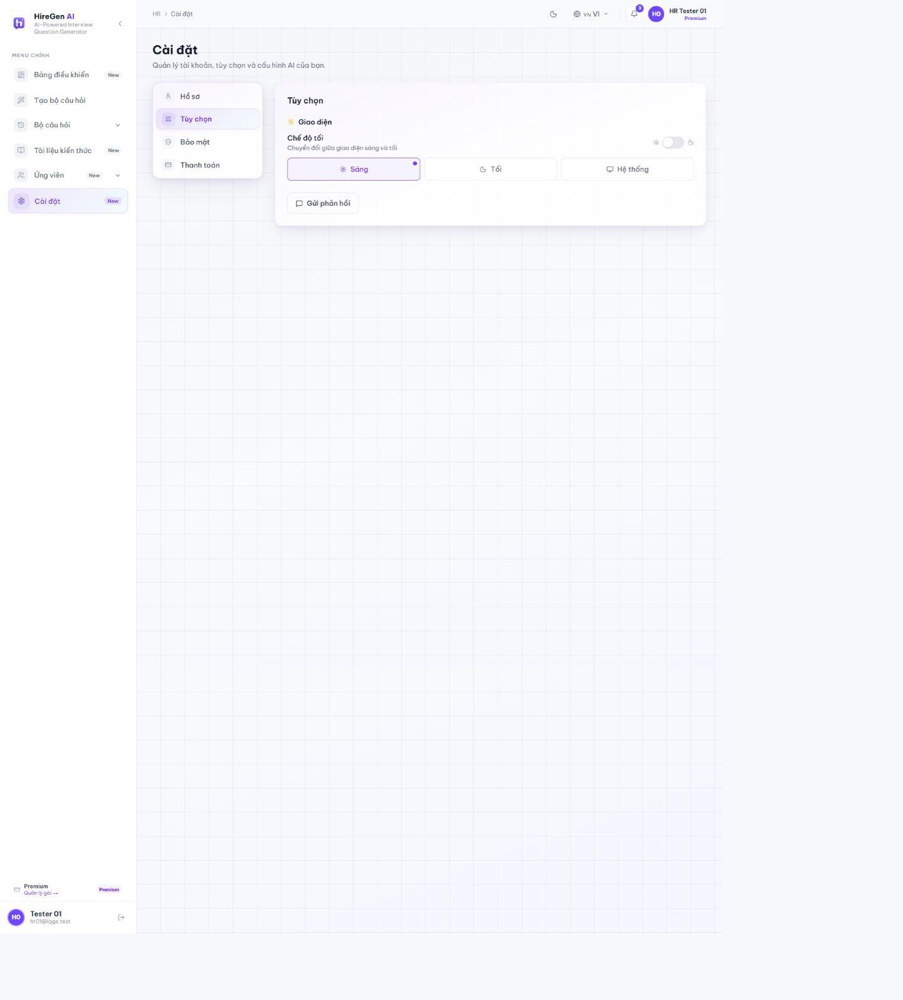 HireGen AI
AI-Powered Interview
Question Generator
MENU CHÍNH
Bảng điều khiển New
Tạo bộ câu hỏi
Bộ câu hỏi
Tài liệu kiến thức New
Ứng viên New
Cài đặt New
Premium
Quản lý gói → Premium
H0
Tester 01
hr01@iqgs.test
HR > Cài đặt
VN VI
3
H0
HR Tester 01
Premium
Cài đặt
Quản lý tài khoản, tùy chọn và cấu hình AI của bạn.
Hồ sơ
Tùy chọn
Bảo mật
Thanh toán
Tùy chọn
Giao diện
Chế độ tối
Chuyển đổi giữa giao diện sáng và tối
Sáng Tối Hệ thống
Gửi phản hồi